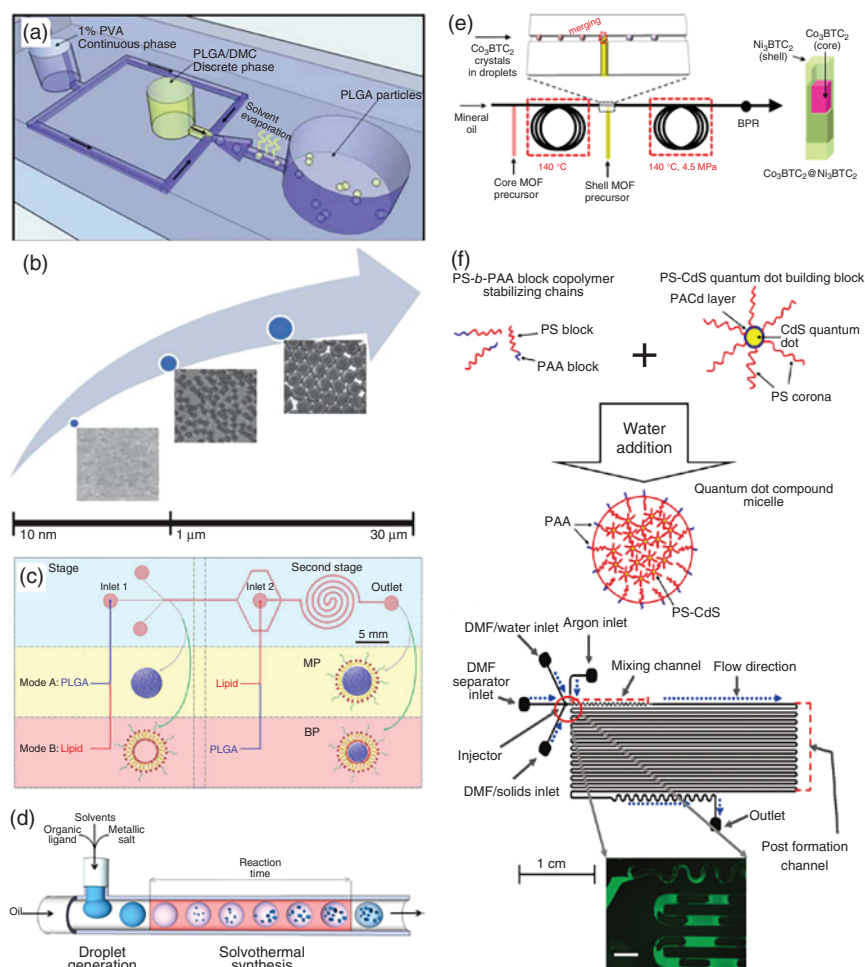 (a)
1% PVA
Continuous phase
PLGA/DMC
Discrete phase
Solvent
evaporation
PLGA particles
(b)
10 nm
1 μm
30 μm
(c)
Stage
Inlet 1
Inlet 2
Second stage
Outlet
5 mm
Mode A: PLGA
Lipid
MP
Mode B: Lipid
PLGA
BP
(d)
Solvents
Organic
ligand
Metallic
salt
Oil
Reaction
time
Droplet
generation
Solvothermal
synthesis
(e)
merging
Co₃BTC₂
crystals
in droplets
Mineral
oil
140 °C
140 °C, 4.5 MPa
BPR
Core MOF
precursor
Shell MOF
precursor
Ni₃BTC₂
(shell)
Co₃BTC₂
(core)
Co₃BTC₂@Ni₃BTC₂
(f)
PS-b-PAA block copolymer
stabilizing chains
PS block
PAA block
+
PS-CdS quantum dot building block
PACd layer
CdS quantum
dot
PS corona
Water
addition
Quantum dot compound
micelle
PAA
PS-CdS
DMF/water inlet
Argon inlet
DMF
separator
inlet
Mixing channel
Flow direction
Injector
DMF/solids inlet
Outlet
Post formation
channel
1 cm